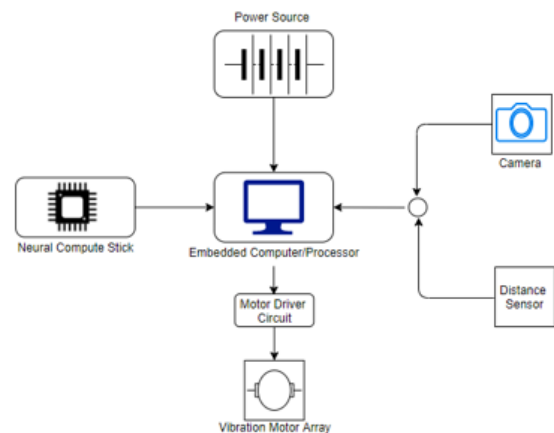 Power Source
Camera
Neural Compute Stick
Embedded Computer/Processor
Distance
Sensor
Motor Driver
Circuit
Vibration Motor Array